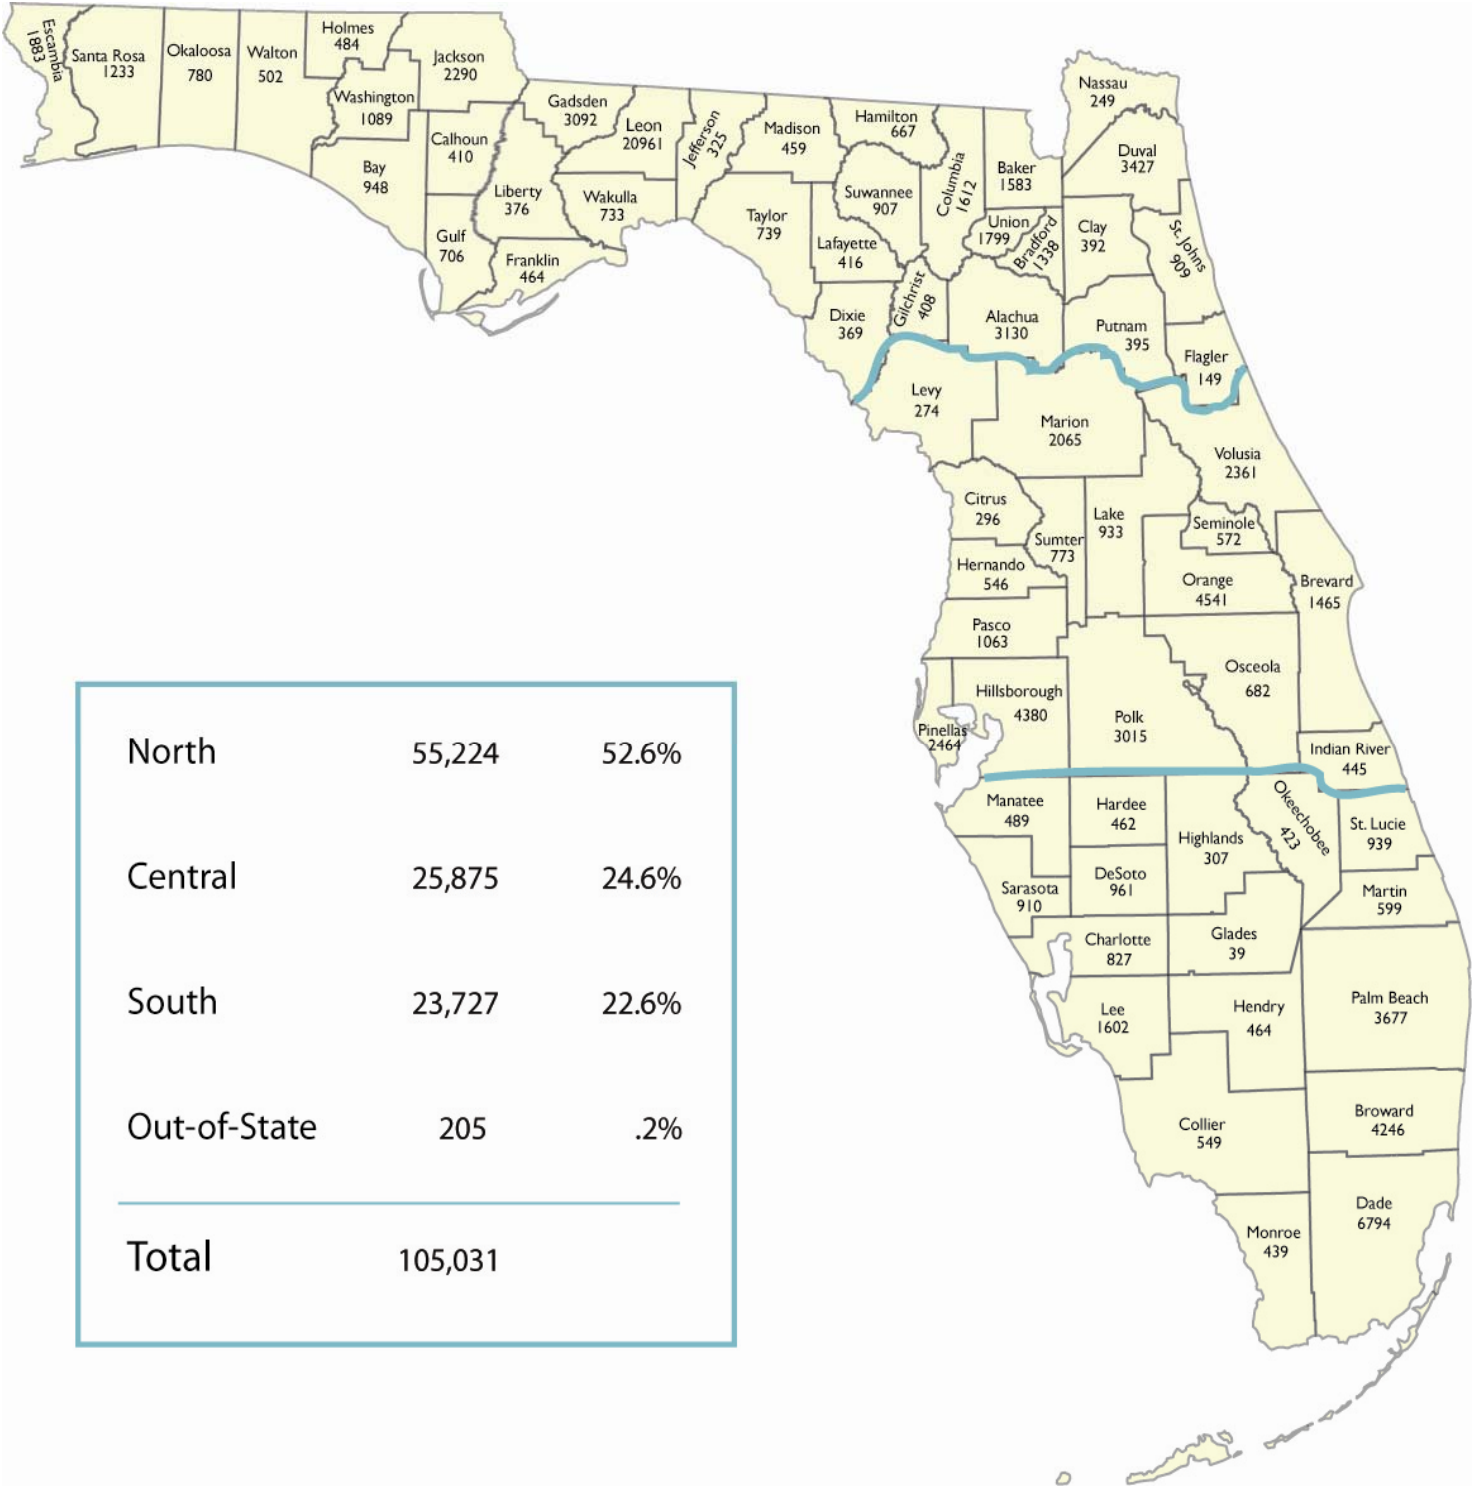 Escambia
1883
Santa Rosa
1233
Okaloosa
780
Walton
502
Holmes
484
Jackson
2290
Washington
1089
Bay
948
Calhoun
410
Gulf
706
Liberty
376
Franklin
464
Gadsden
3092
Leon
20961
Wakulla
733
Jefferson
325
Madison
459
Taylor
739
Hamilton
667
Suwannee
907
Lafayette
416
Dixie
369
Gilchrist
408
Columbia
1612
Baker
1583
Union
1799
Bradford
1338
Alachua
3130
Nassau
249
Duval
3427
Clay
392
St. Johns
909
Putnam
395
Flagler
149
Levy
274
Marion
2065
Volusia
2361
Citrus
296
Sumter
773
Lake
933
Seminole
572
Hernando
546
Orange
4541
Brevard
1465
Pasco
1063
Osceola
682
Hillsborough
4380
Pinellas
2464
Polk
3015
Indian River
445
Manatee
489
Hardee
462
Highlands
307
Okeechobee
423
St. Lucie
939
Sarasota
910
DeSoto
961
Martin
599
Charlotte
827
Glades
39
Lee
1602
Hendry
464
Palm Beach
3677
Collier
549
Broward
4246
Monroe
439
Dade
6794
North 55,224 52.6%
Central 25,875 24.6%
South 23,727 22.6%
Out-of-State 205 .2%
Total 105,031